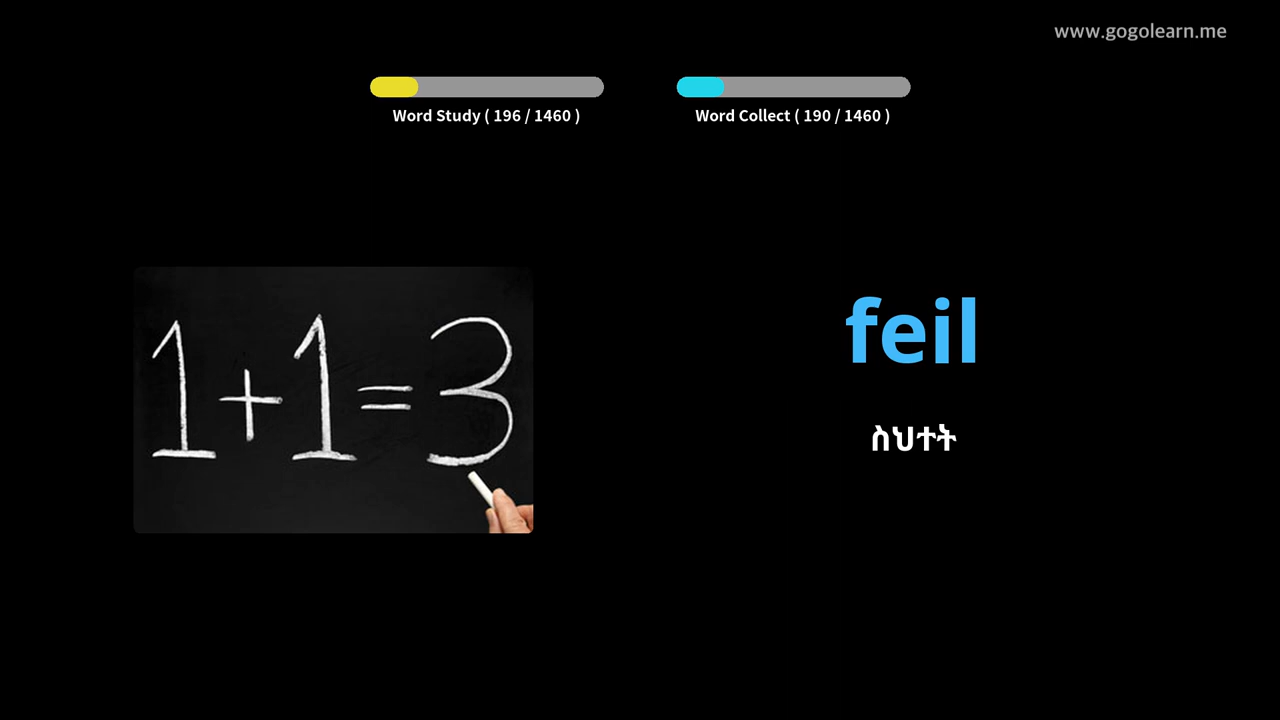 www.gogolearn.me
Word Study ( 196 / 1460 )
Word Collect ( 190 / 1460 )
1+1=3
feil
ስህተት